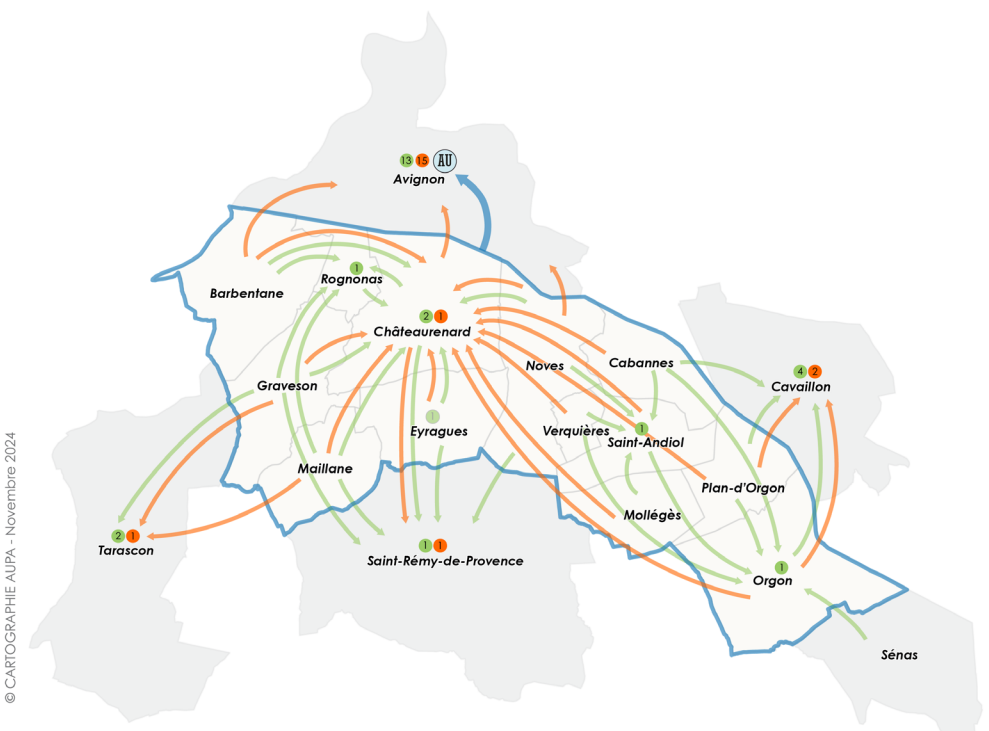 13 15 AU
Avignon
1
Rognonas
Barbentane
2 1
Châteaurenard
Noves
Cabannes
4 2
Cavaillon
Graveson
1
Eyragues
Verquières
1
Saint-Andiol
Maillane
Plan-d'Orgon
Mollégès
2 1
Tarascon
1 1
Saint-Rémy-de-Provence
1
Orgon
Sénas
© CARTOGRAPHIE AUPA - Novembre 2024